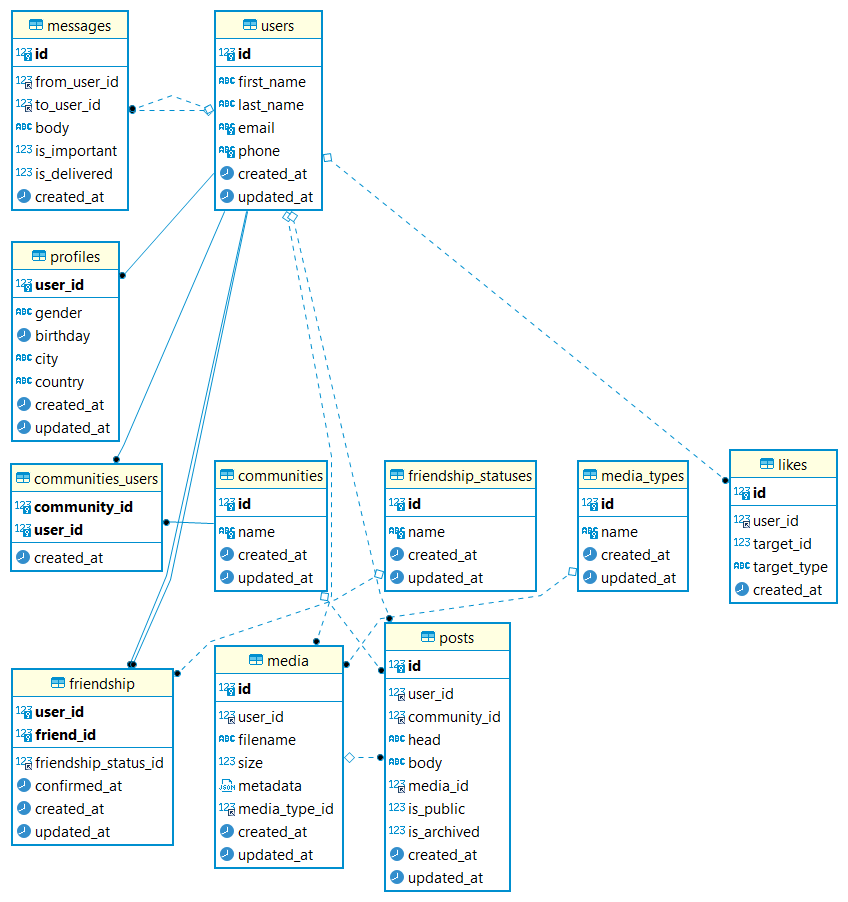 messages
id
from_user_id
to_user_id
body
is_important
is_delivered
created_at
users
id
first_name
last_name
email
phone
created_at
updated_at
profiles
user_id
gender
birthday
city
country
created_at
updated_at
communities_users
community_id
user_id
created_at
communities
id
name
created_at
updated_at
friendship_statuses
id
name
created_at
updated_at
media_types
id
name
created_at
updated_at
likes
id
user_id
target_id
target_type
created_at
friendship
user_id
friend_id
friendship_status_id
confirmed_at
created_at
updated_at
media
id
user_id
filename
size
metadata
media_type_id
created_at
updated_at
posts
id
user_id
community_id
head
body
media_id
is_public
is_archived
created_at
updated_at